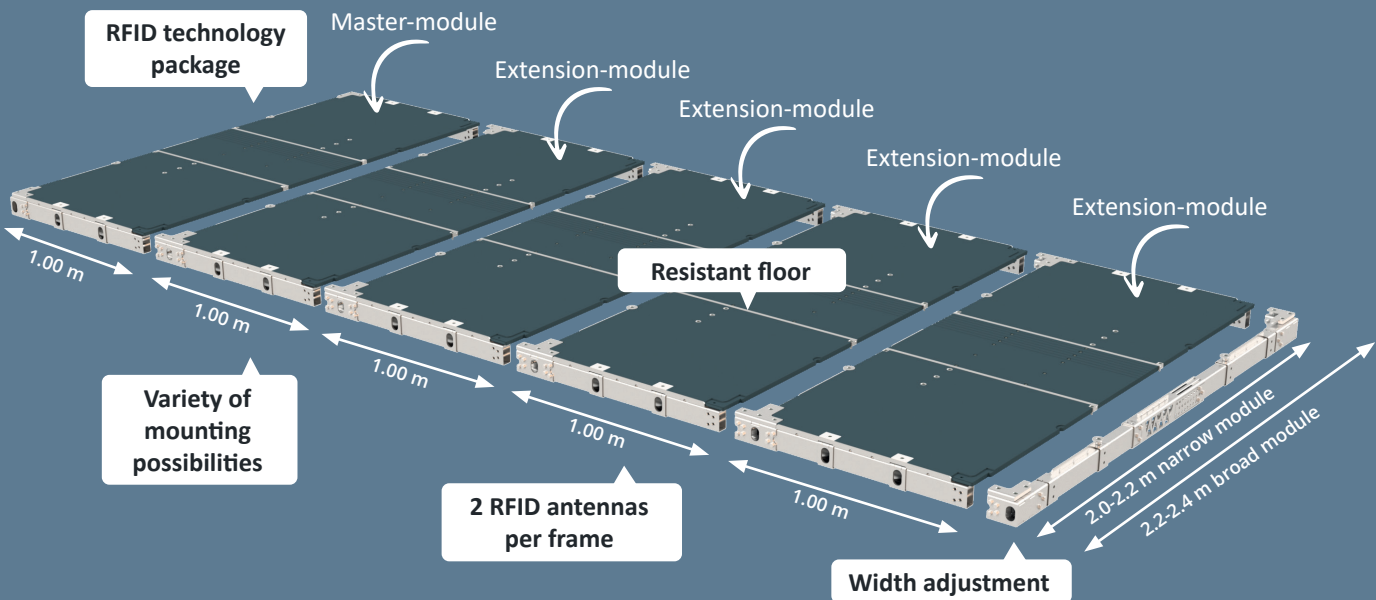 RFID technology
package
Master-module
Extension-module
Extension-module
Extension-module
Extension-module
Resistant floor
1.00 m
1.00 m
1.00 m
1.00 m
1.00 m
Variety of
mounting
possibilities
2 RFID antennas
per frame
2.0-2.2 m narrow module
2.2-2.4 m broad module
Width adjustment